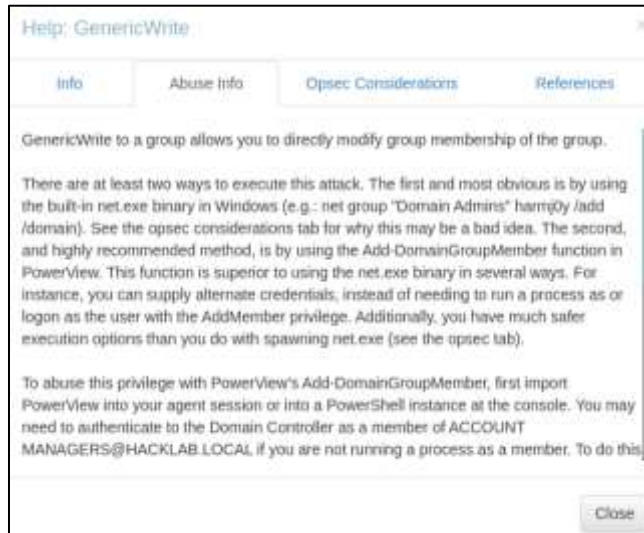 Help: GenericWrite
Info
Abuse Info
Opsec Considerations
References
GenericWrite to a group allows you to directly modify group membership of the group.
There are at least two ways to execute this attack. The first and most obvious is by using
the built-in net.exe binary in Windows (e.g.: net group "Domain Admins" harmj0y /add
/domain). See the opsec considerations tab for why this may be a bad idea. The second,
and highly recommended method, is by using the Add-DomainGroupMember function in
PowerView. This function is superior to using the net.exe binary in several ways. For
instance, you can supply alternate credentials, instead of needing to run a process as or
logon as the user with the AddMember privilege. Additionally, you have much safer
execution options than you do with spawning net.exe (see the opsec tab).
To abuse this privilege with PowerView's Add-DomainGroupMember, first import
PowerView into your agent session or into a PowerShell instance at the console. You may
need to authenticate to the Domain Controller as a member of ACCOUNT
MANAGERS@HACKLAB.LOCAL if you are not running a process as a member. To do this
Close